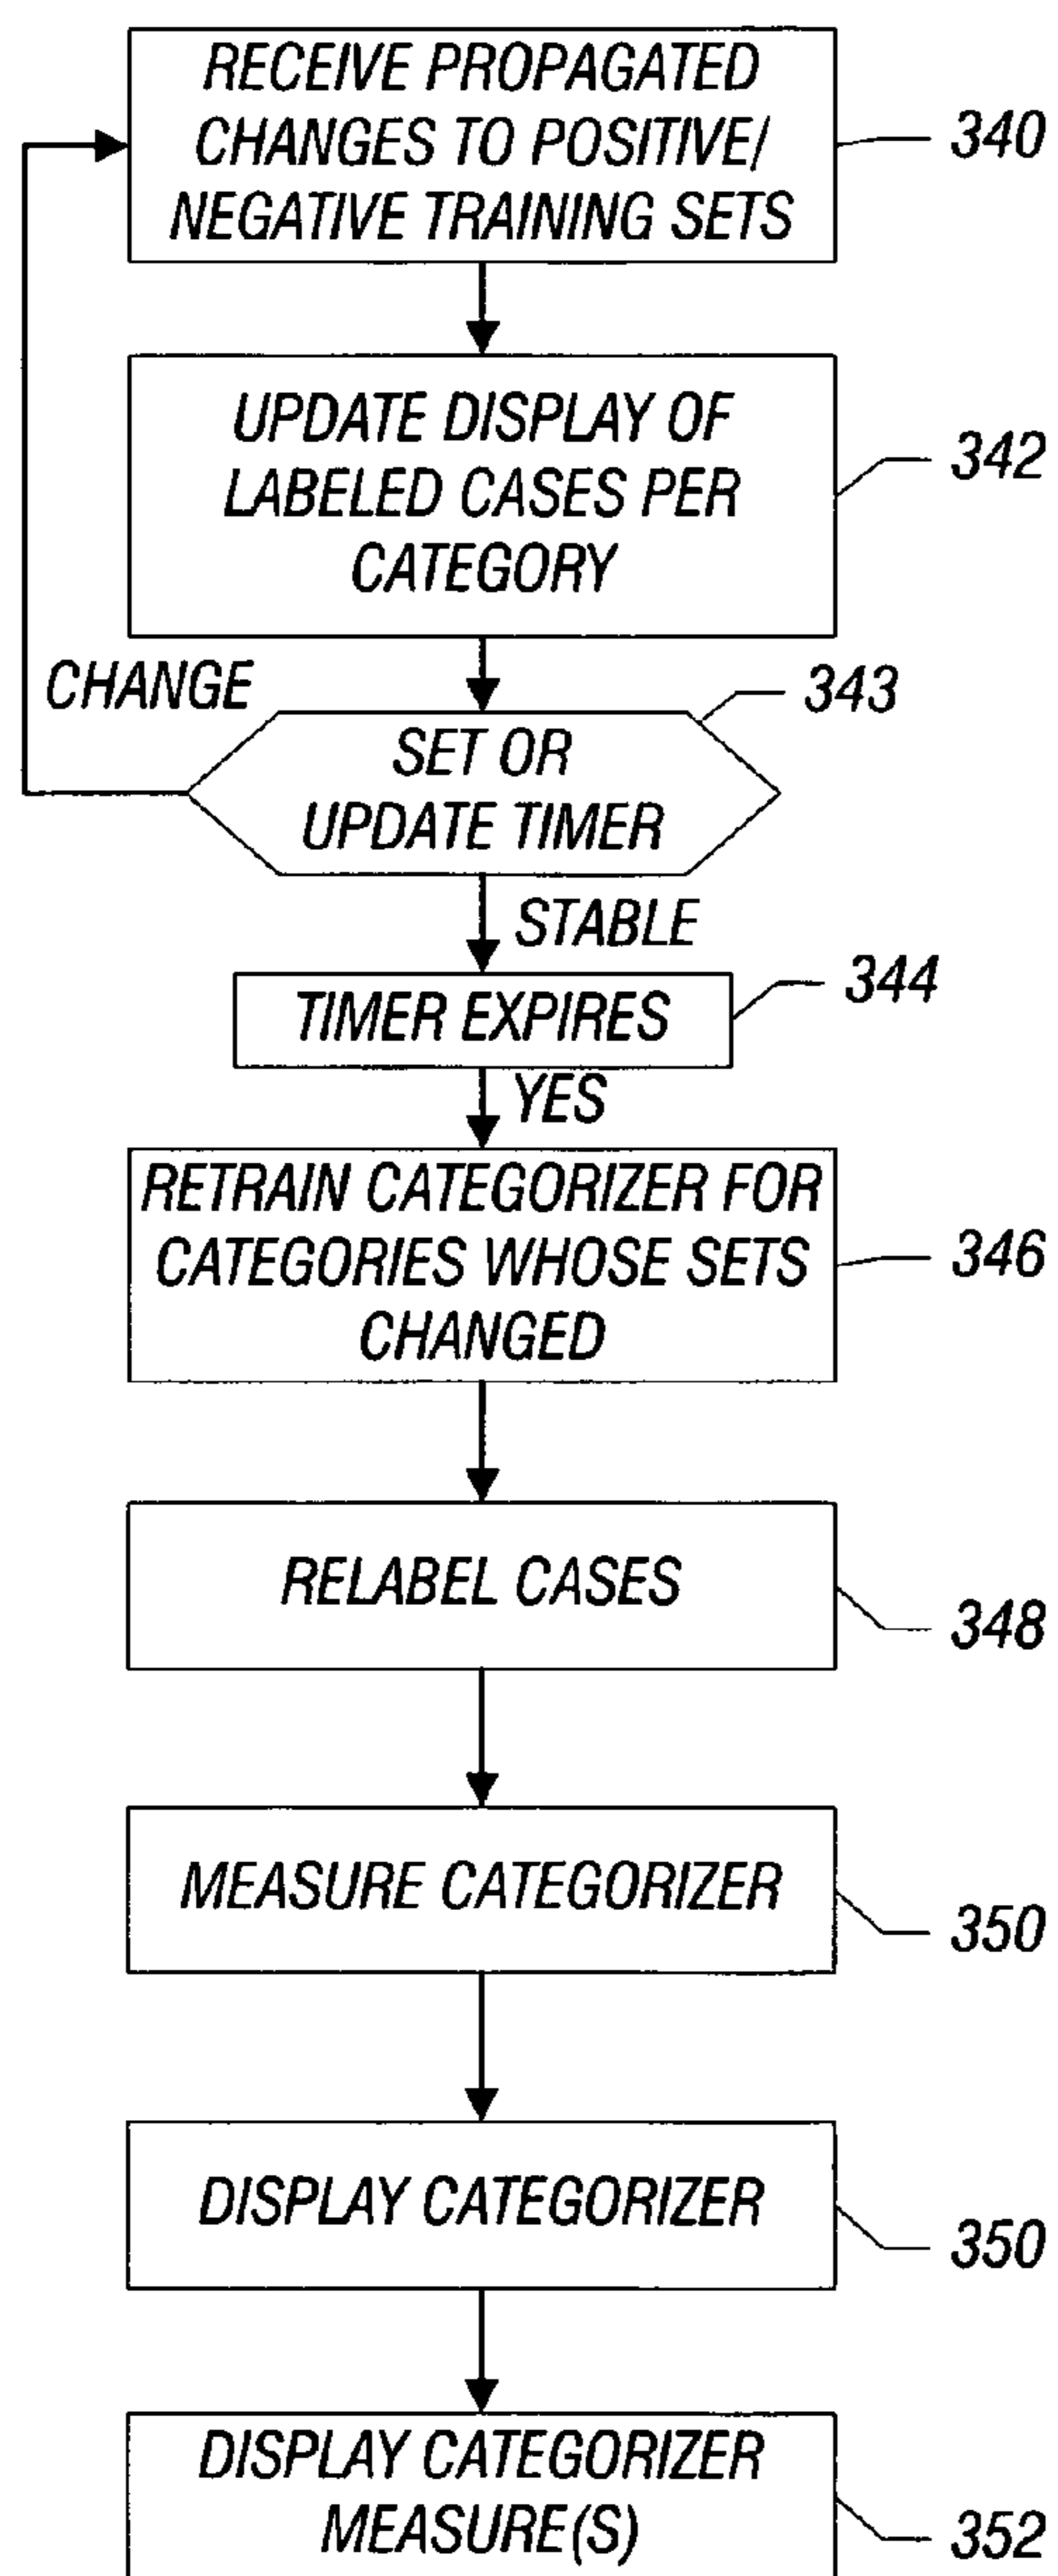 RECEIVE PROPAGATED
CHANGES TO POSITIVE/
NEGATIVE TRAINING SETS
340
UPDATE DISPLAY OF
LABELED CASES PER
CATEGORY
342
CHANGE
343
SET OR
UPDATE TIMER
STABLE
344
TIMER EXPIRES
YES
RETRAIN CATEGORIZER FOR
CATEGORIES WHOSE SETS
CHANGED
346
RELABEL CASES
348
MEASURE CATEGORIZER
350
DISPLAY CATEGORIZER
350
DISPLAY CATEGORIZER
MEASURE(S)
352